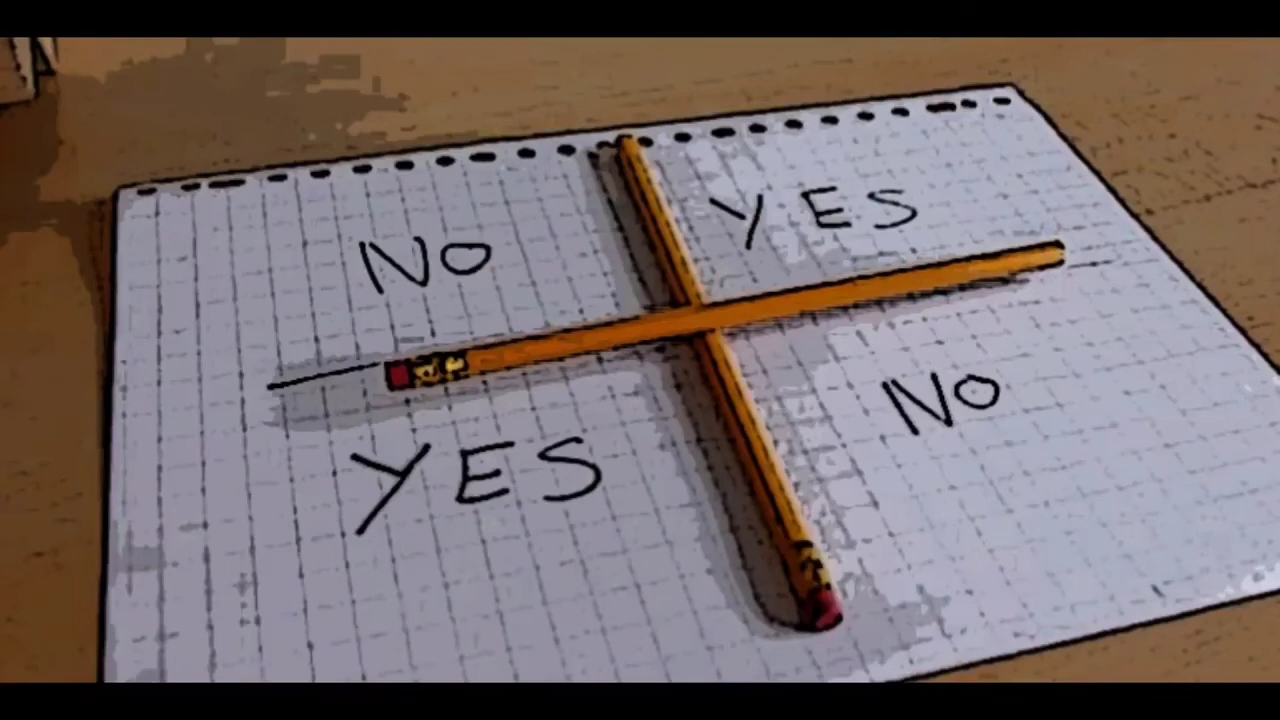 NO YES
YES NO